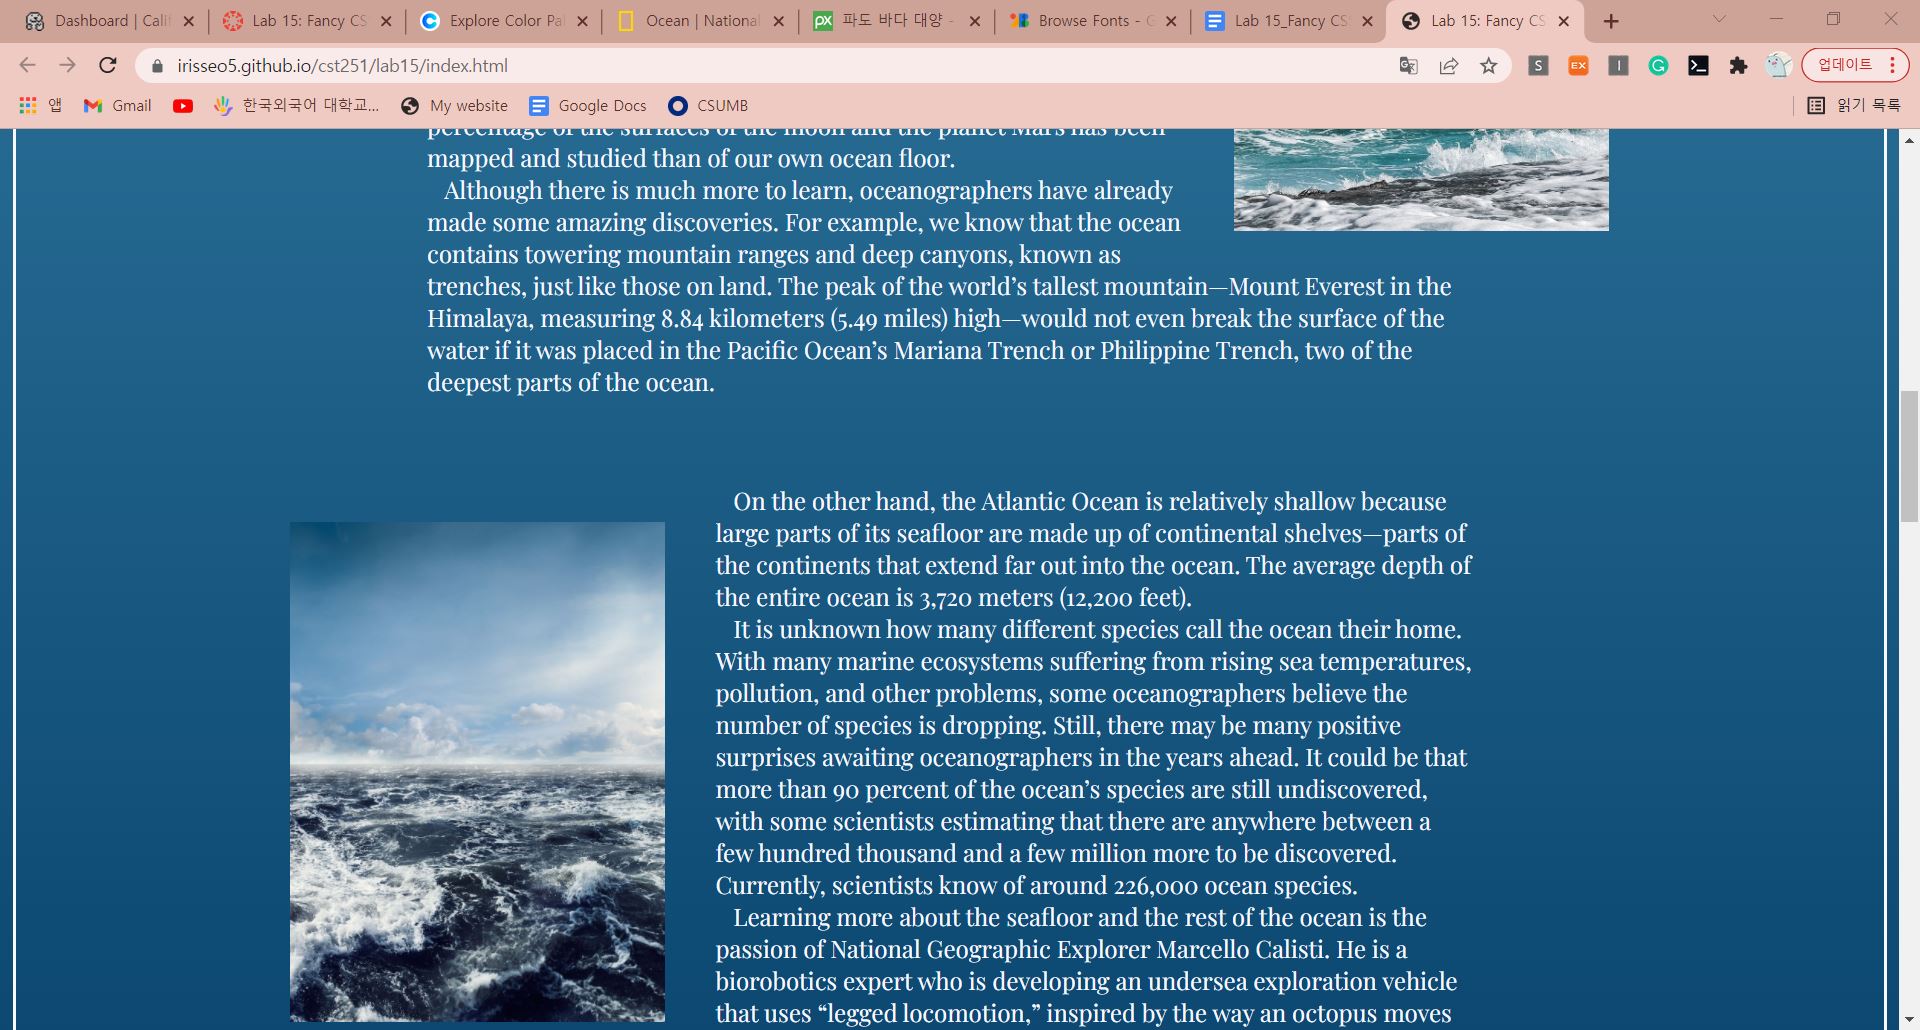 Dashboard | Calif
Lab 15: Fancy CS
Explore Color Pa
Ocean | National
파도 바다 대양 -
Browse Fonts - G
Lab 15_Fancy CS
Lab 15: Fancy CS
irisseo5.github.io/cst251/lab15/index.html
S
EX
I
업데이트
앱
Gmail
한국외국어 대학교...
My website
Google Docs
CSUMB
읽기 목록
percentage of the surfaces of the moon and the planet Mars has been
mapped and studied than of our own ocean floor.
Although there is much more to learn, oceanographers have already
made some amazing discoveries. For example, we know that the ocean
contains towering mountain ranges and deep canyons, known as
trenches, just like those on land. The peak of the world’s tallest mountain—Mount Everest in the
Himalaya, measuring 8.84 kilometers (5.49 miles) high—would not even break the surface of the
water if it was placed in the Pacific Ocean’s Mariana Trench or Philippine Trench, two of the
deepest parts of the ocean.
On the other hand, the Atlantic Ocean is relatively shallow because
large parts of its seafloor are made up of continental shelves—parts of
the continents that extend far out into the ocean. The average depth of
the entire ocean is 3,720 meters (12,200 feet).
It is unknown how many different species call the ocean their home.
With many marine ecosystems suffering from rising sea temperatures,
pollution, and other problems, some oceanographers believe the
number of species is dropping. Still, there may be many positive
surprises awaiting oceanographers in the years ahead. It could be that
more than 90 percent of the ocean’s species are still undiscovered,
with some scientists estimating that there are anywhere between a
few hundred thousand and a few million more to be discovered.
Currently, scientists know of around 226,000 ocean species.
Learning more about the seafloor and the rest of the ocean is the
passion of National Geographic Explorer Marcello Calisti. He is a
biorobotics expert who is developing an undersea exploration vehicle
that uses “legged locomotion,” inspired by the way an octopus moves